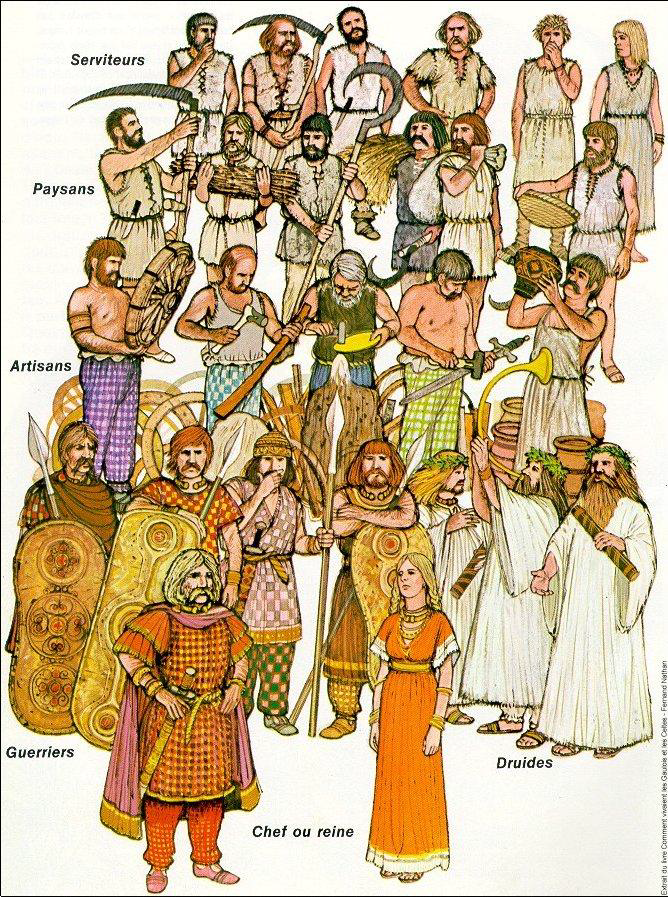 Serviteurs
Paysans
Artisans
Guerriers
Druides
Chef ou reine
Extrait du livre Comment vivaient les Gaulois et les Celtes - Fernand Nathan